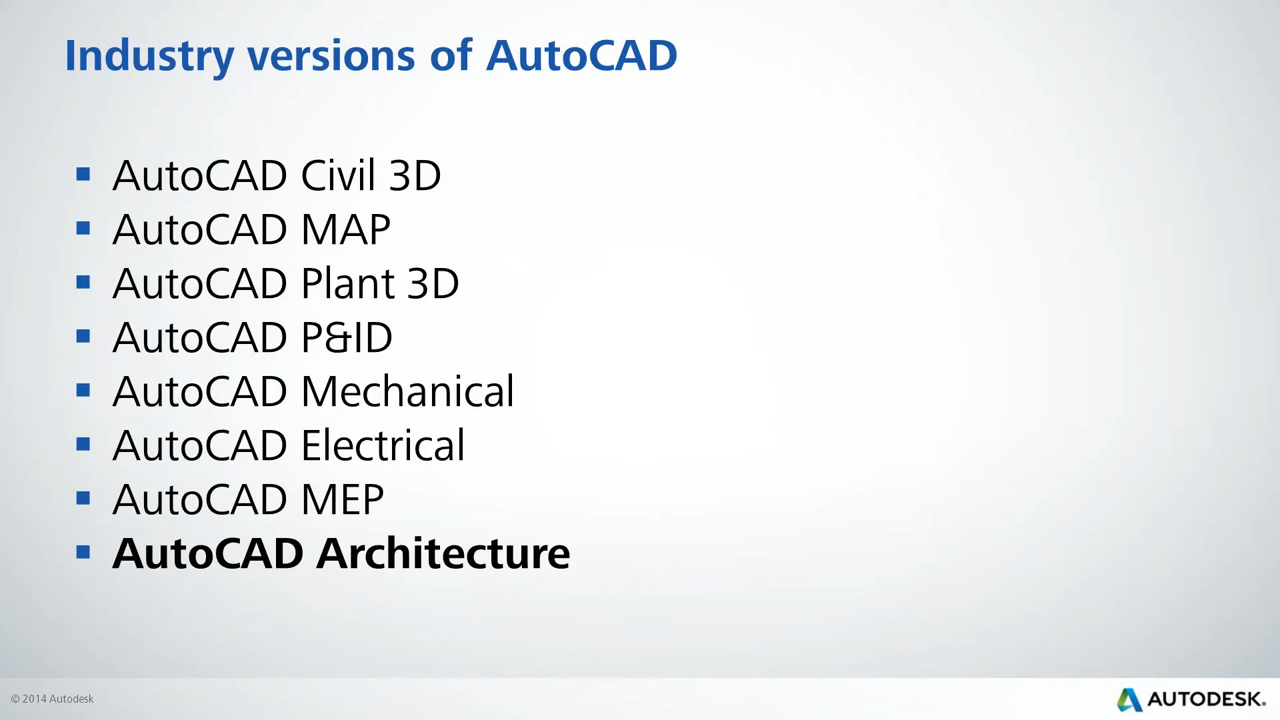 Industry versions of AutoCAD
▪ AutoCAD Civil 3D
▪ AutoCAD MAP
▪ AutoCAD Plant 3D
▪ AutoCAD P&ID
▪ AutoCAD Mechanical
▪ AutoCAD Electrical
▪ AutoCAD MEP
▪ AutoCAD Architecture
© 2014 Autodesk
AUTODESK.